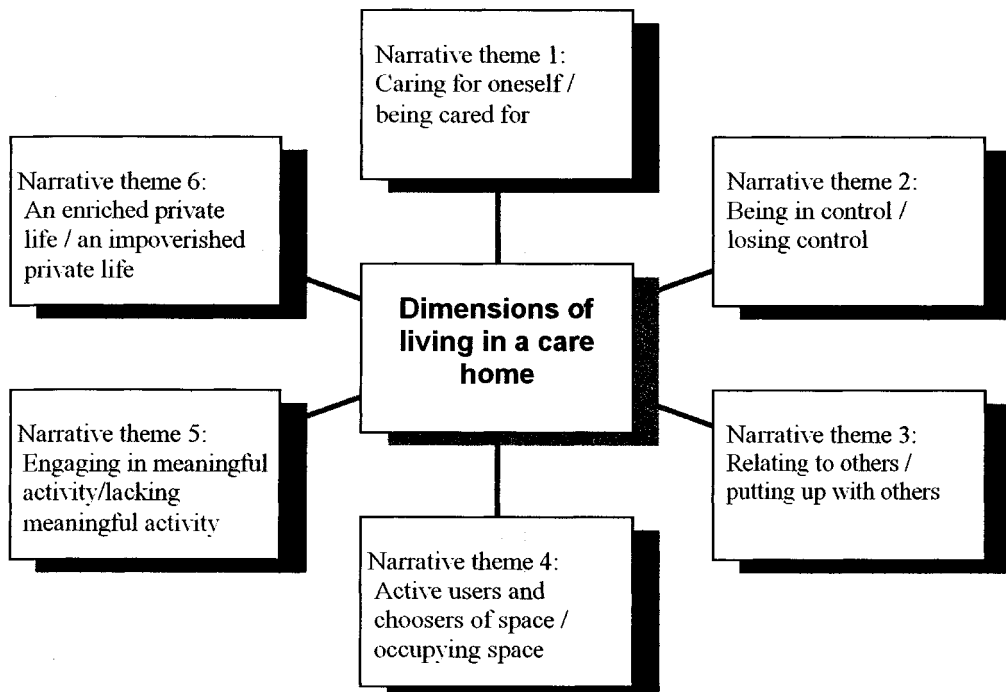 Narrative theme 1:
Caring for oneself /
being cared for
Narrative theme 6:
An enriched private
life / an impoverished
private life
Narrative theme 2:
Being in control /
losing control
Dimensions of
living in a care
home
Narrative theme 5:
Engaging in meaningful
activity/lacking
meaningful activity
Narrative theme 3:
Relating to others /
putting up with others
Narrative theme 4:
Active users and
choosers of space /
occupying space